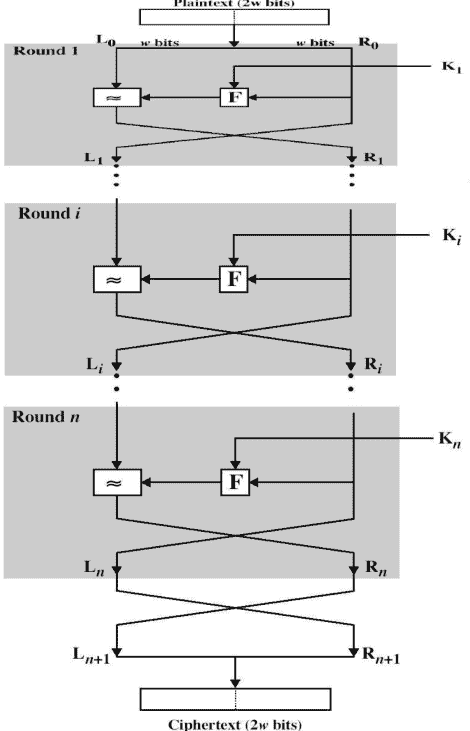 Plaintext (2w bits)
L0 w bits w bits R0
Round 1
K1
≈ F
L1 R1
Round i
Ki
≈ F
Li Ri
Round n
Kn
≈ F
Ln Rn
Ln+1 Rn+1
Ciphertext (2w bits)